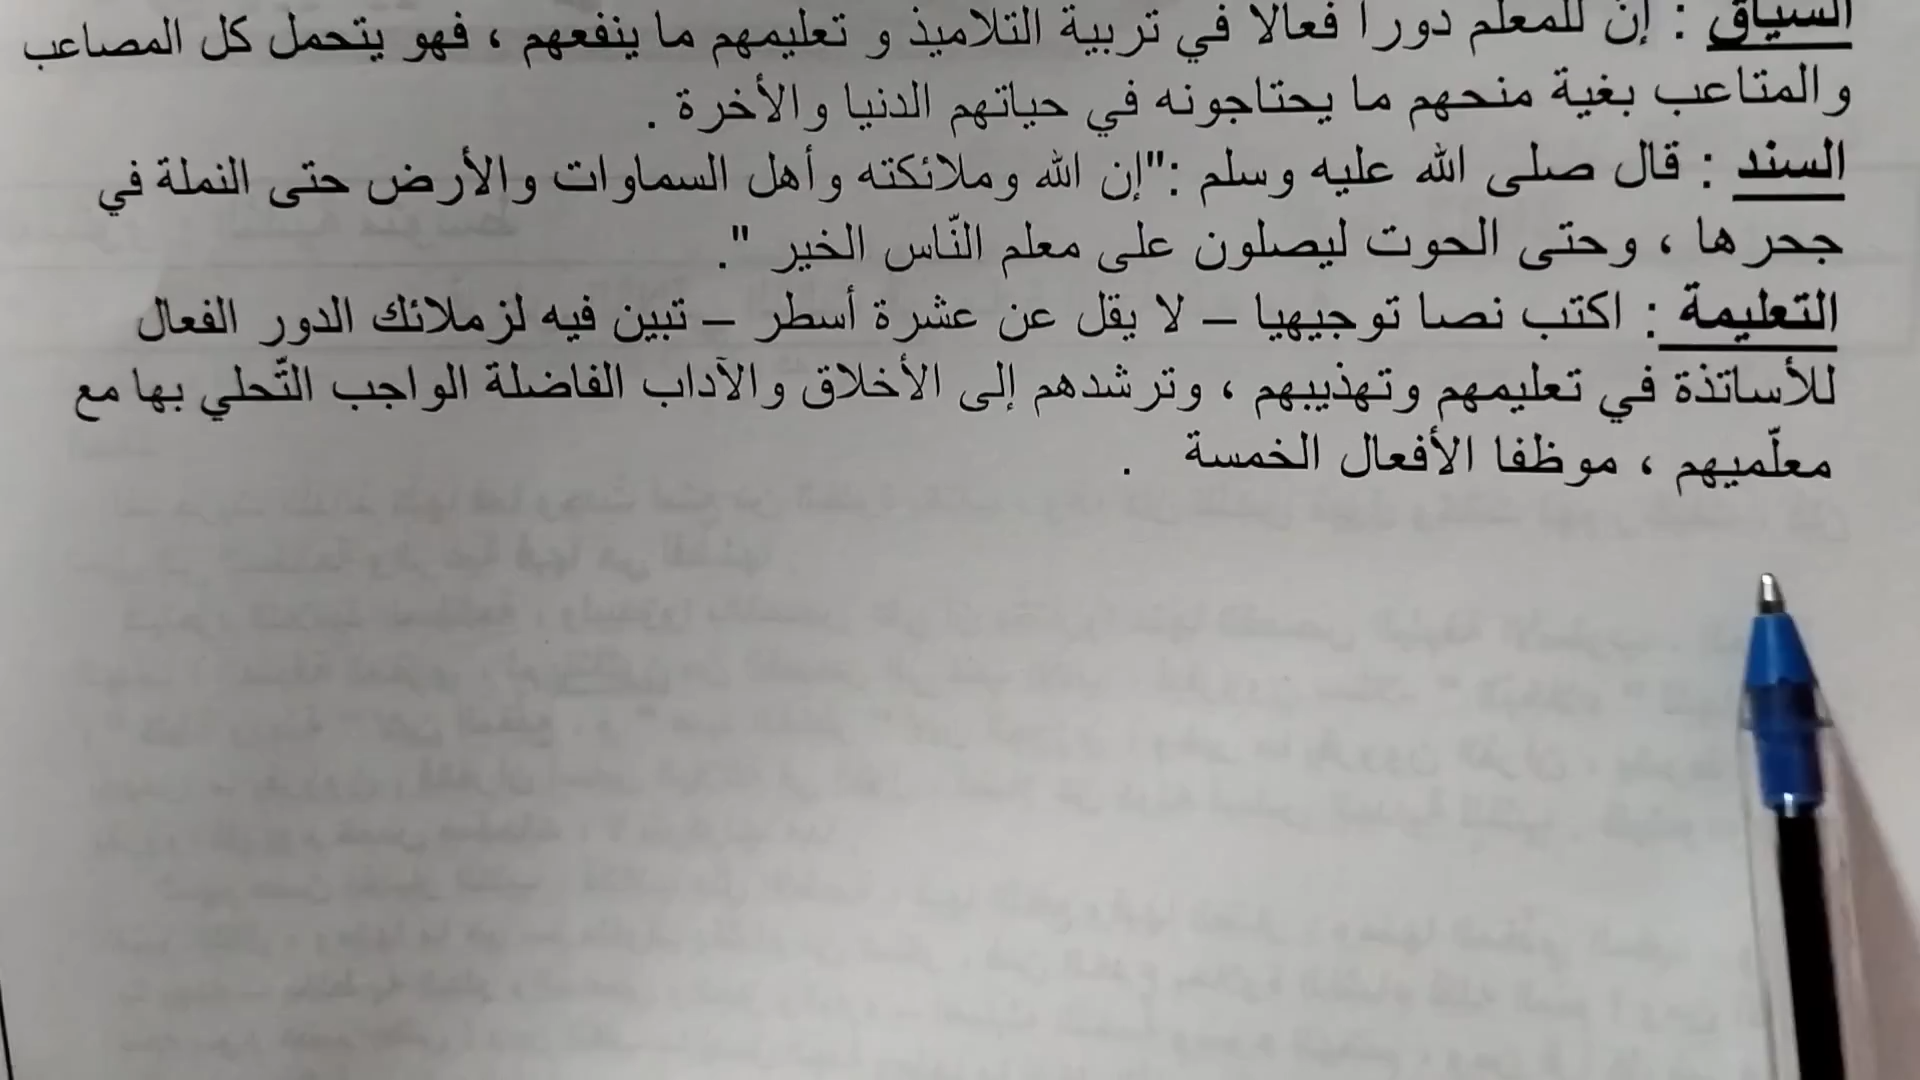 السياق : إن للمعلم دورا فعالا في تربية التلاميذ و تعليمهم ما ينفعهم ، فهو يتحمل كل المصاعب
والمتاعب بغية منحهم ما يحتاجونه في حياتهم الدنيا والأخرة .
السند : قال صلى الله عليه وسلم :"إن الله وملائكته وأهل السماوات والأرض حتى النملة في
جحرها ، وحتى الحوت ليصلون على معلم النّاس الخير ".
التعليمة : اكتب نصا توجيهيا – لا يقل عن عشرة أسطر – تبين فيه لزملائك الدور الفعال
للأساتذة في تعليمهم وتهذيبهم ، وترشدهم إلى الأخلاق والآداب الفاضلة الواجب التّحلي بها مع
معلّميهم ، موظفا الأفعال الخمسة .